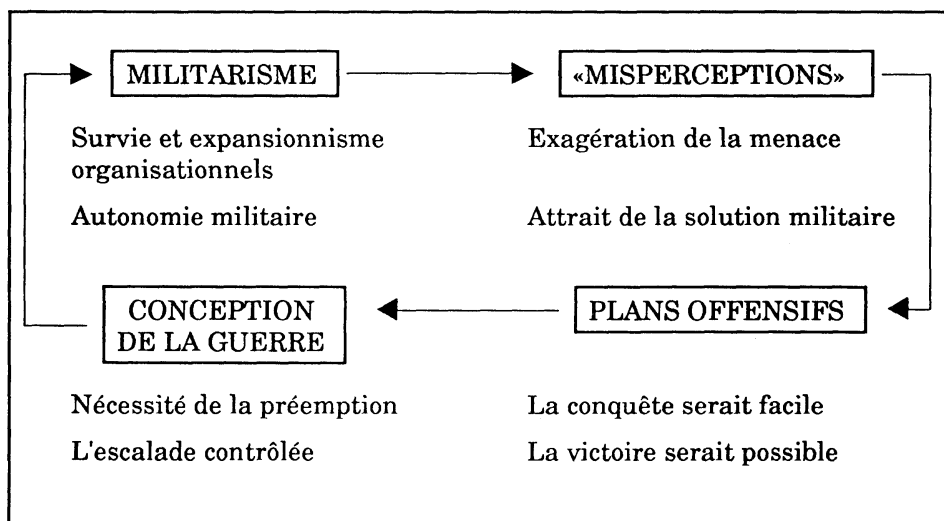 MILITARISME
«MISPERCEPTIONS»
Survie et expansionnisme
organisationnels
Exagération de la menace
Autonomie militaire
Attrait de la solution militaire
CONCEPTION
DE LA GUERRE
PLANS OFFENSIFS
Nécessité de la préemption
La conquête serait facile
L'escalade contrôlée
La victoire serait possible